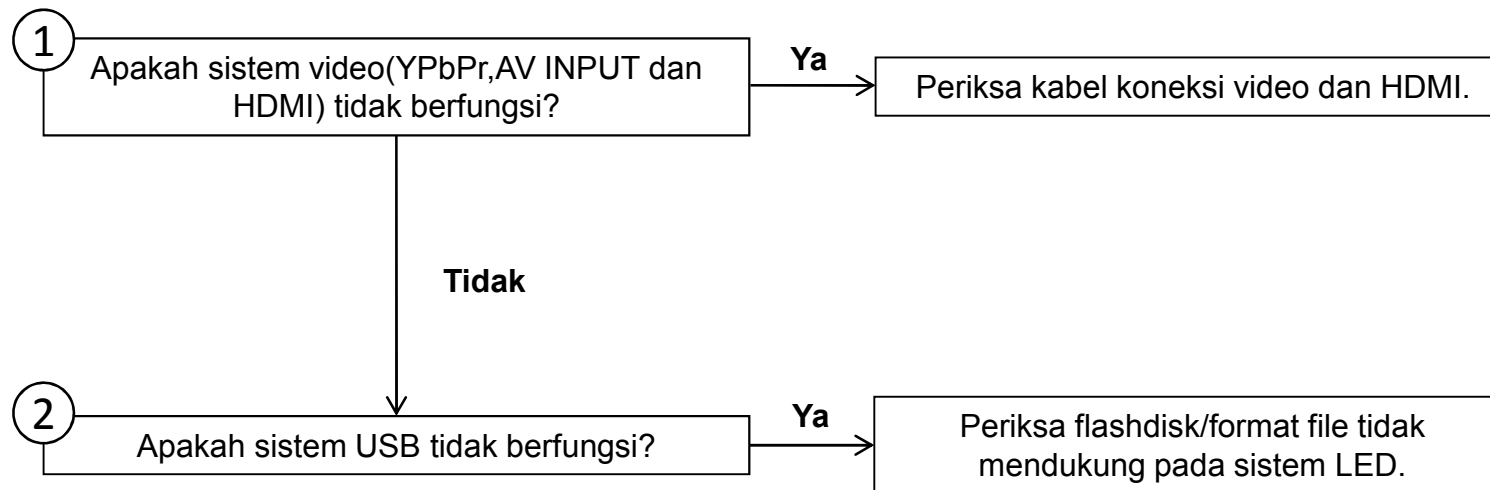 1
Apakah sistem video(YPbPr,AV INPUT dan
HDMI) tidak berfungsi?
Ya
Periksa kabel koneksi video dan HDMI.
Tidak
2
Apakah sistem USB tidak berfungsi?
Ya
Periksa flashdisk/format file tidak
mendukung pada sistem LED.